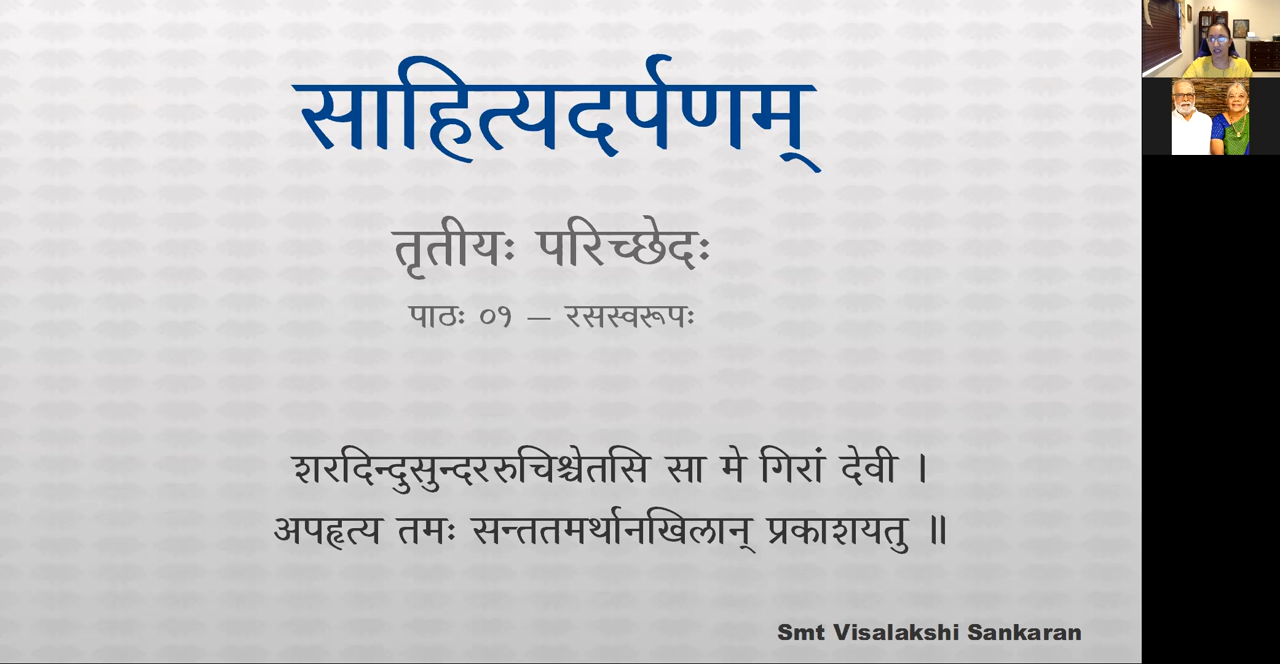 साहित्यदर्पणम्
तृतीयः परिच्छेदः
पाठः ०१ – रसस्वरूपः
शरदिन्दुसुन्दररुचिश्चेतसि सा मे गिरां देवी ।
अपहृत्य तमः सन्ततमर्थानखिलान् प्रकाशयतु ॥
Smt Visalakshi Sankaran